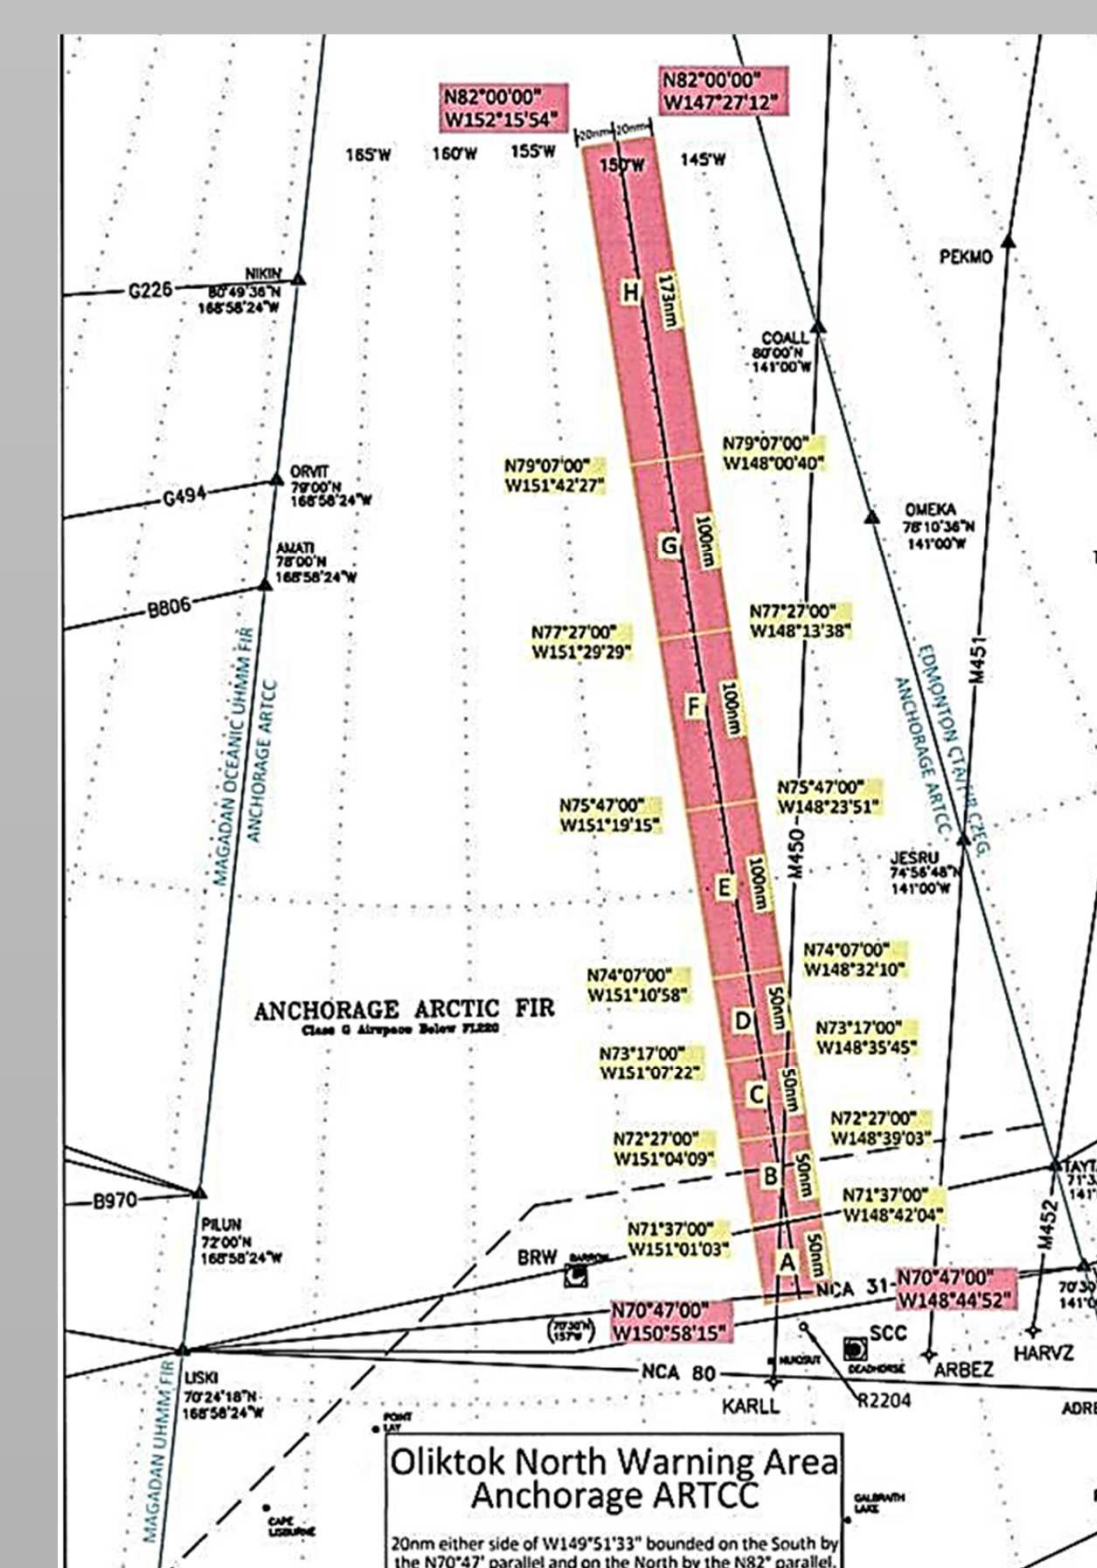 N82°00'00"
W152°15'54"
N82°00'00"
W147°27'12"
20nm
20nm
165°W
160°W
155°W
150°W
145°W
PEKMO
NIKIN
80°49'36"N
168°58'24"W
G226
H
173nm
COALL
80°00'N
141°00'W
N79°07'00"
W151°42'27"
N79°07'00"
W148°00'40"
ORVIT
79°00'N
168°58'24"W
G494
OMEKA
78°10'36"N
141°00'W
G
100nm
AMATI
78°00'N
168°58'24"W
B806
N77°27'00"
W151°29'29"
N77°27'00"
W148°13'38"
MAGADAN OCEANIC UHMM FIR
ANCHORAGE ARTCC
F
100nm
EDMONTON CTA/FIR CZEG
ANCHORAGE ARTCC
M451
N75°47'00"
W151°19'15"
N75°47'00"
W148°23'51"
M450
E
100nm
JESRU
74°56'48"N
141°00'W
N74°07'00"
W151°10'58"
N74°07'00"
W148°32'10"
ANCHORAGE ARCTIC FIR
Class G Airspace Below FL220
D
50nm
N73°17'00"
W151°07'22"
N73°17'00"
W148°35'45"
C
50nm
N72°27'00"
W151°04'09"
N72°27'00"
W148°39'03"
B
50nm
B970
PILUN
72°00'N
168°58'24"W
N71°37'00"
W151°01'03"
N71°37'00"
W148°42'04"
M452
BRW
BARROW
A
50nm
NCA 31
N70°47'00"
W150°58'15"
N70°47'00"
W148°44'52"
(70°30'N
157°W)
LISKI
70°24'18"N
168°58'24"W
NCA 80
NUIQSUT
SCC
DEADHORSE
ARBEZ
HARVZ
KARLL
R2204
MAGADAN UHMM FIR
POINT
LAY
CAPE
LISBURNE
GALBRAITH
LAKE
Oliktok North Warning Area
Anchorage ARTCC
20nm either side of W149°51'33" bounded on the South by
the N70°47' parallel and on the North by the N82° parallel.